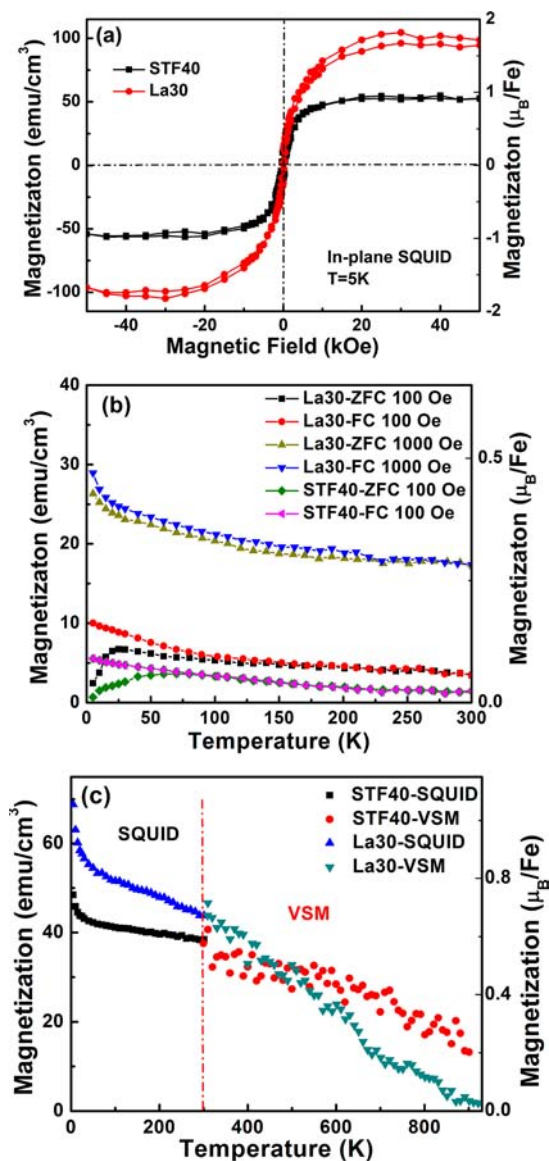 (a)
STF40
La30
Magnetizaton (emu/cm³)
100
50
0
-50
-100
Magnetizaton (μB/Fe)
2
1
0
-1
-2
In-plane SQUID
T=5K
-40 -20 0 20 40
Magnetic Field (kOe)
(b)
La30-ZFC 100 Oe
La30-FC 100 Oe
La30-ZFC 1000 Oe
La30-FC 1000 Oe
STF40-ZFC 100 Oe
STF40-FC 100 Oe
Magnetizaton (emu/cm³)
40
30
20
10
0
Magnetizaton (μB/Fe)
0.5
0.0
0 50 100 150 200 250 300
Temperature (K)
(c)
STF40-SQUID
STF40-VSM
La30-SQUID
La30-VSM
SQUID
VSM
Magnetizaton (emu/cm³)
60
40
20
0
Magnetizaton (μB/Fe)
0.8
0.4
0.0
0 200 400 600 800
Temperature (K)